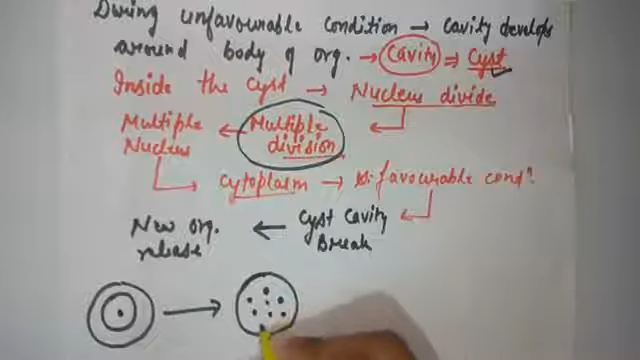 During unfavourable condition → Cavity develops
around body of org. → Cavity ⇒ Cyst
Inside the cyst → Nucleus divide
Multiple Nucleus ← Multiple division
Cytoplasm → favourable condⁿ
New org. release ← Cyst Cavity Break